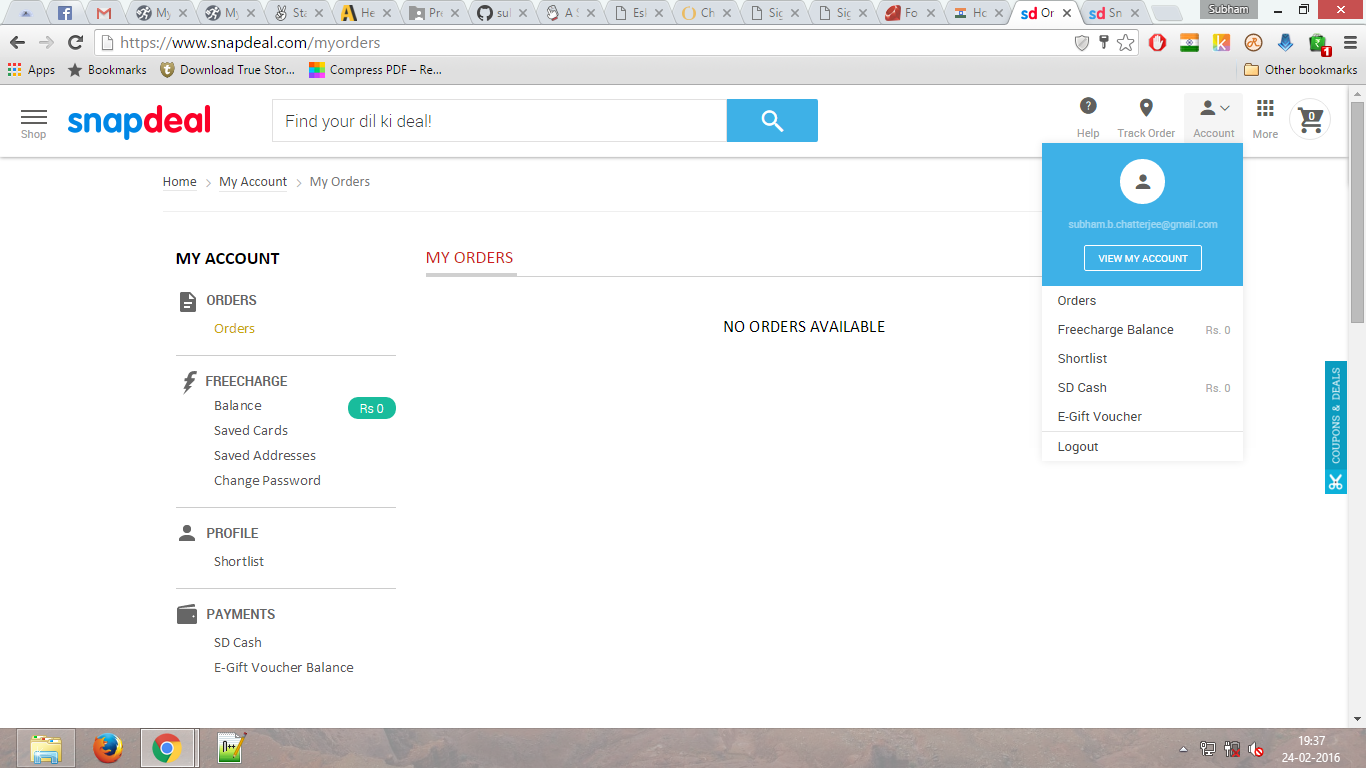 My
My
Sta
He
Pro
su
A S
Esl
Ch
Sig
Sig
Fo
Ho
sd Or
sd Sn
Subham
https://www.snapdeal.com/myorders
1
Apps
Bookmarks
Download True Stor...
Compress PDF – Re...
Other bookmarks
Shop
snapdeal
Find your dil ki deal!
Help
Track Order
Account
More
0
Home
My Account
My Orders
subham.b.chatterjee@gmail.com
VIEW MY ACCOUNT
Orders
Freecharge Balance Rs. 0
Shortlist
SD Cash Rs. 0
E-Gift Voucher
Logout
MY ACCOUNT
ORDERS
Orders
FREECHARGE
Balance Rs 0
Saved Cards
Saved Addresses
Change Password
PROFILE
Shortlist
PAYMENTS
SD Cash
E-Gift Voucher Balance
MY ORDERS
NO ORDERS AVAILABLE
COUPONS & DEALS
N++
19:37
24-02-2016